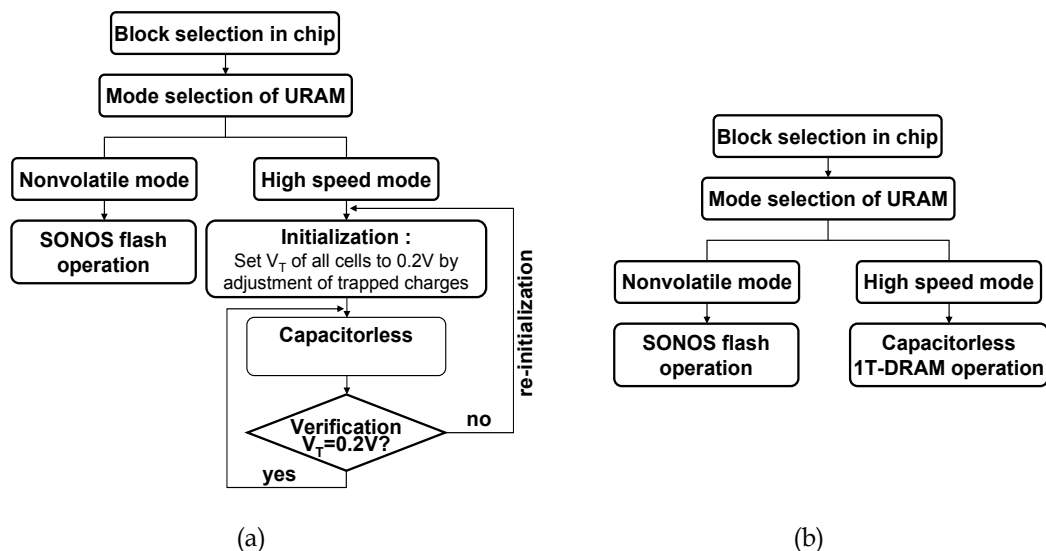 Block selection in chip
Mode selection of URAM
Nonvolatile mode
High speed mode
SONOS flash
operation
Initialization :
Set V_T of all cells to 0.2V by
adjustment of trapped charges
Capacitorless
Verification
V_T=0.2V?
no
yes
re-initialization
(a)
Block selection in chip
Mode selection of URAM
Nonvolatile mode
High speed mode
SONOS flash
operation
Capacitorless
1T-DRAM operation
(b)